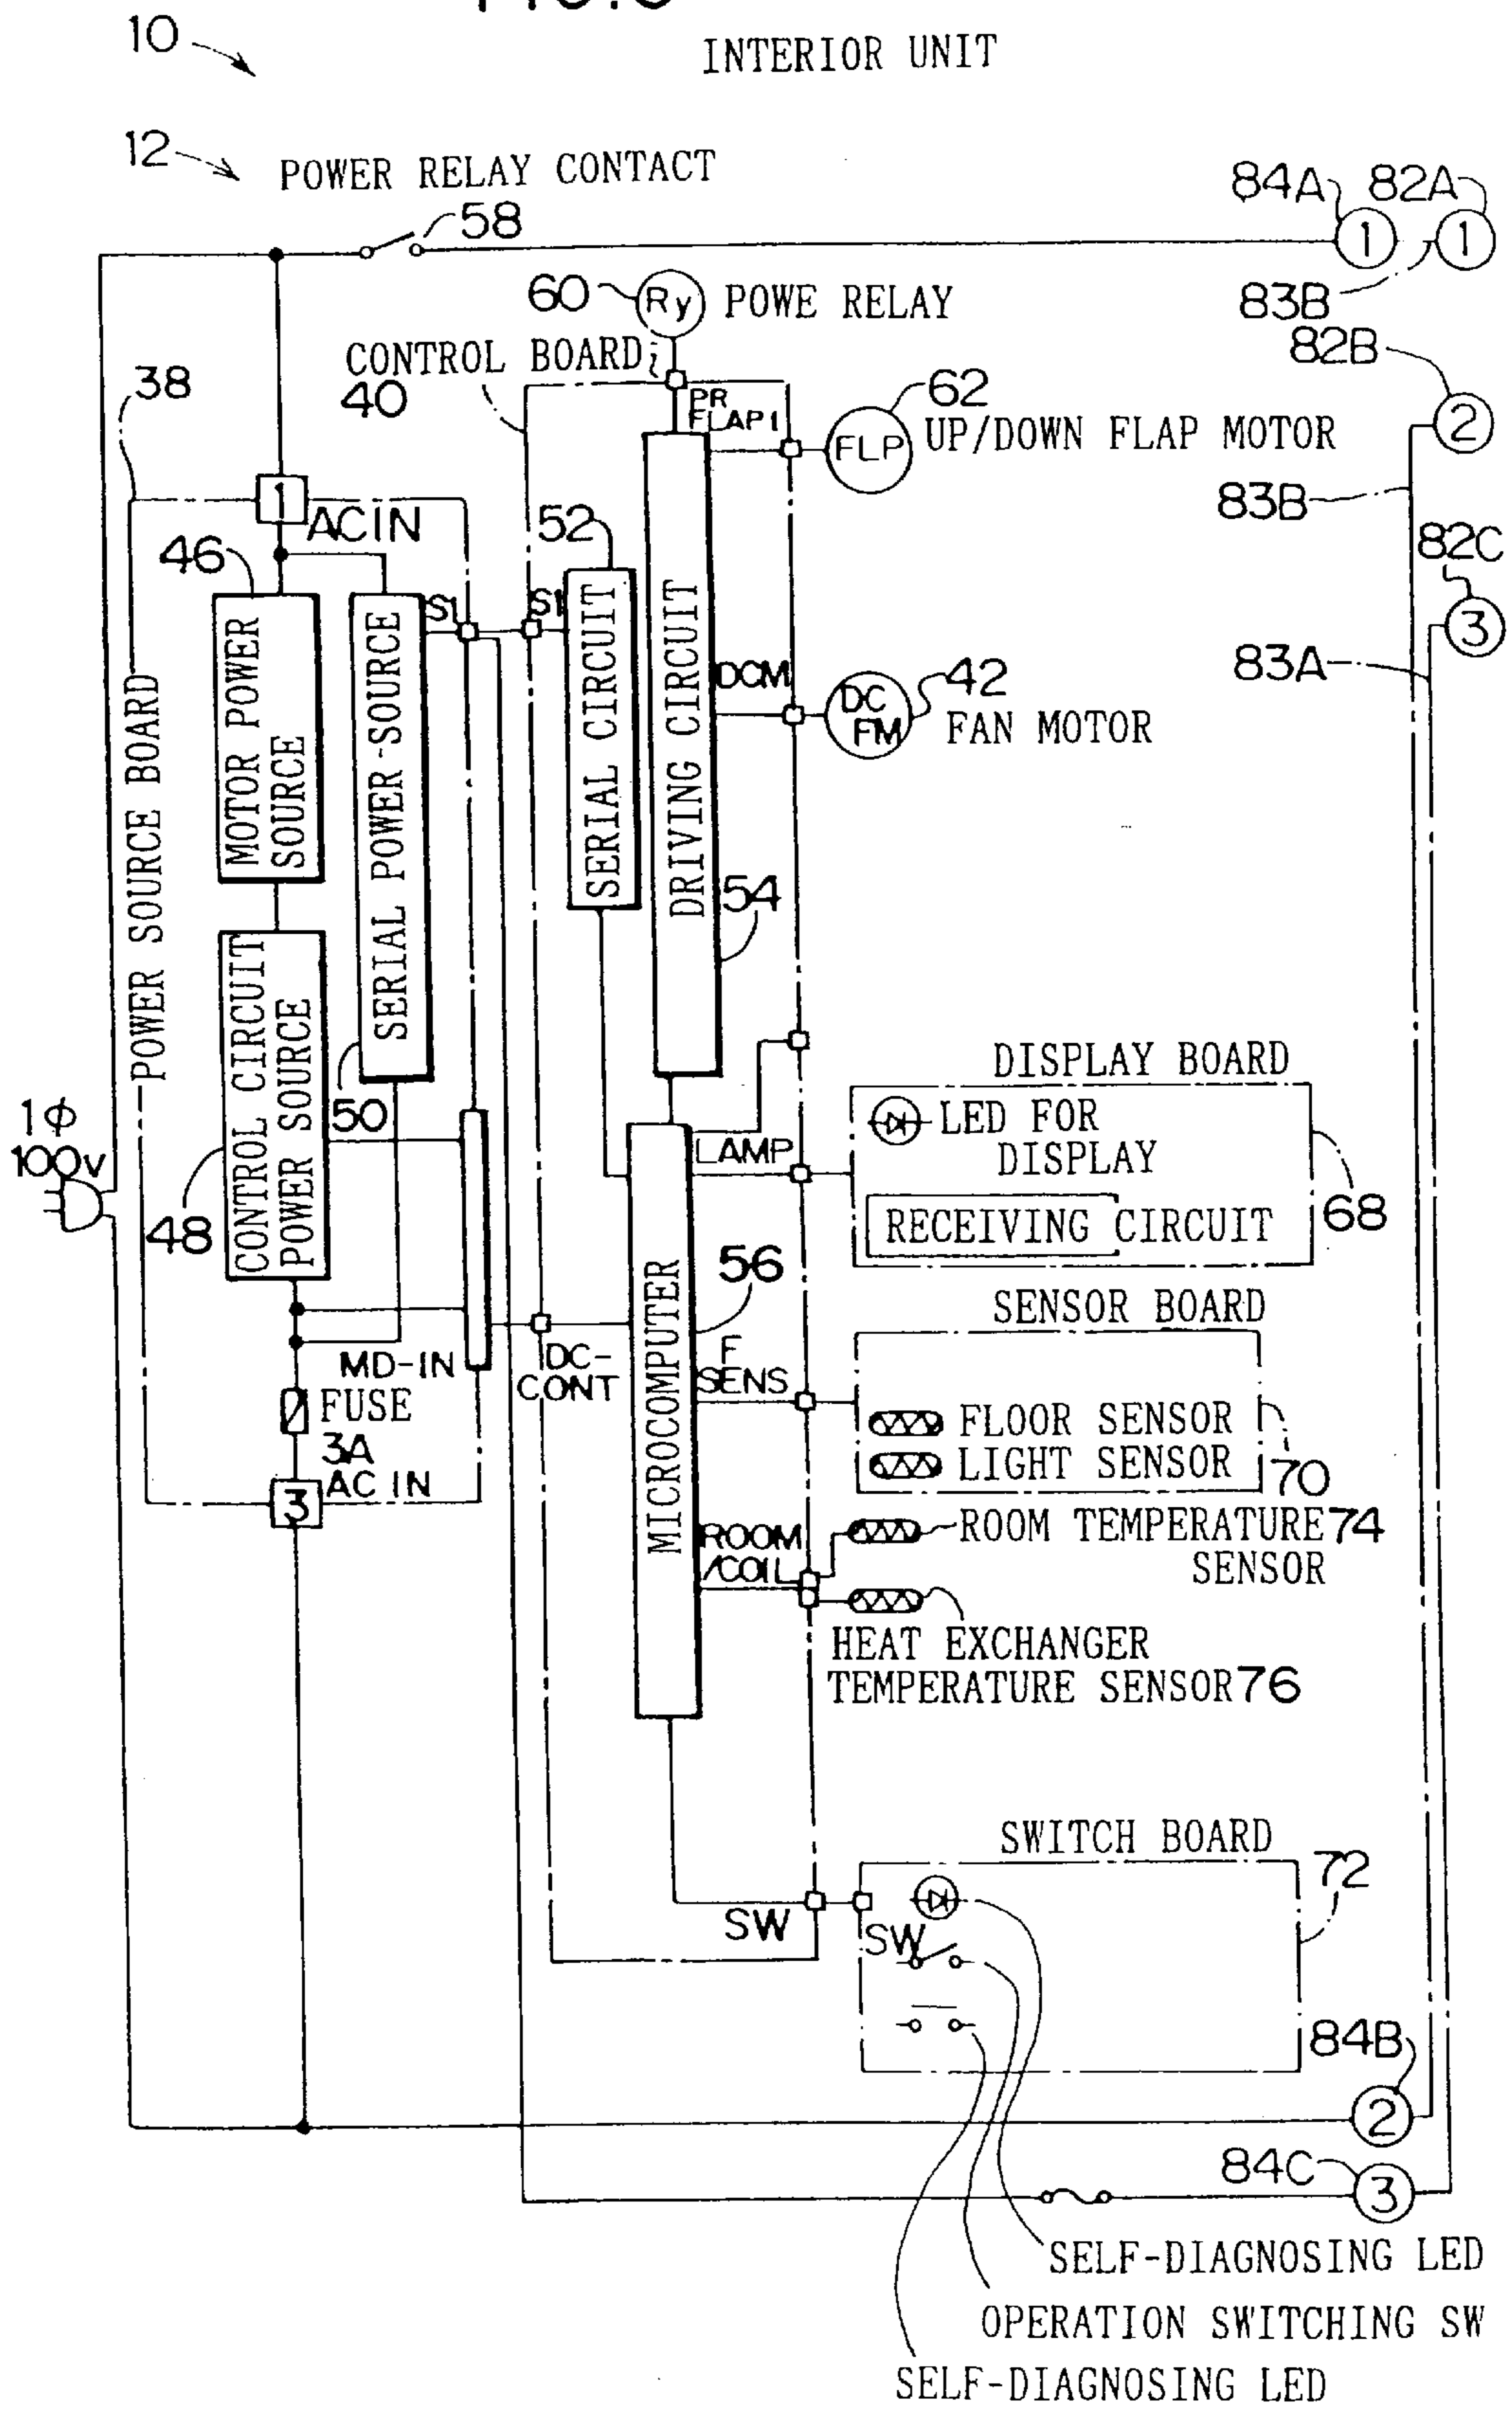 10
INTERIOR UNIT
12
POWER RELAY CONTACT
58
84A
82A
1
1
83B
60
Ry
POWE RELAY
82B
2
CONTROL BOARD
40
38
PR
FLAP1
62
FLP
UP/DOWN FLAP MOTOR
83B
82C
3
83A
1
AC IN
46
52
S1
S1
MOTOR POWER
SOURCE
SERIAL POWER-SOURCE
SERIAL CIRCUIT
DRIVING CIRCUIT
DCM
DC
FM
42
FAN MOTOR
POWER SOURCE BOARD
54
CONTROL CIRCUIT
POWER SOURCE
50
48
1ϕ
100v
DISPLAY BOARD
LED FOR
DISPLAY
RECEIVING CIRCUIT
68
LAMP
MICROCOMPUTER
56
SENSOR BOARD
MD-IN
DC-
CONT
F
SENS
FLOOR SENSOR
LIGHT SENSOR
70
FUSE
3A
AC IN
3
ROOM
/COIL
ROOM TEMPERATURE 74
SENSOR
HEAT EXCHANGER
TEMPERATURE SENSOR 76
SWITCH BOARD
72
SW
SW
84B
2
84C
3
SELF-DIAGNOSING LED
OPERATION SWITCHING SW
SELF-DIAGNOSING LED